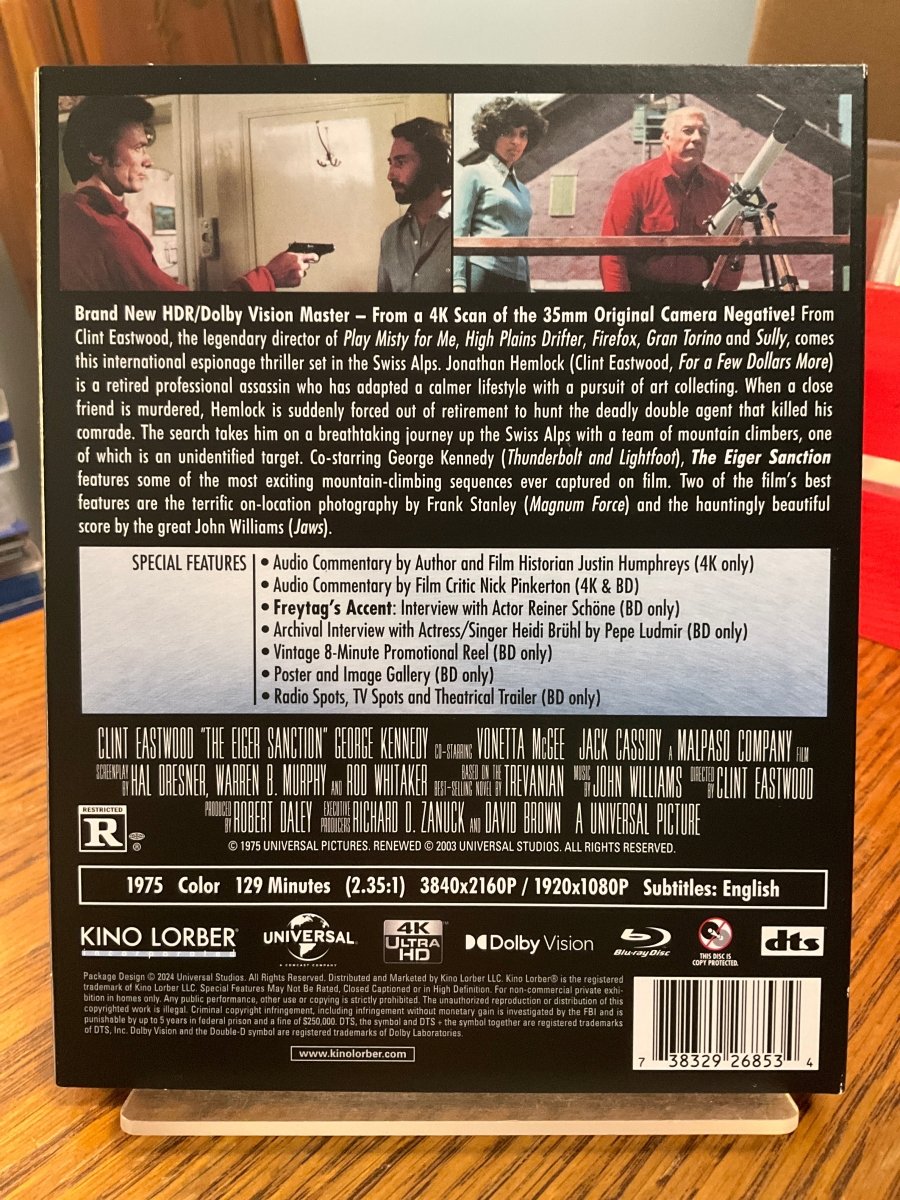 Brand New HDR/Dolby Vision Master – From a 4K Scan of the 35mm Original Camera Negative! From
Clint Eastwood, the legendary director of Play Misty for Me, High Plains Drifter, Firefox, Gran Torino and Sully, comes
this international espionage thriller set in the Swiss Alps. Jonathan Hemlock (Clint Eastwood, For a Few Dollars More)
is a retired professional assassin who has adapted a calmer lifestyle with a pursuit of art collecting. When a close
friend is murdered, Hemlock is suddenly forced out of retirement to hunt the deadly double agent that killed his
comrade. The search takes him on a breathtaking journey up the Swiss Alps with a team of mountain climbers, one
of which is an unidentified target. Co-starring George Kennedy (Thunderbolt and Lightfoot), The Eiger Sanction
features some of the most exciting mountain-climbing sequences ever captured on film. Two of the film's best
features are the terrific on-location photography by Frank Stanley (Magnum Force) and the hauntingly beautiful
score by the great John Williams (Jaws).
SPECIAL FEATURES
• Audio Commentary by Author and Film Historian Justin Humphreys (4K only)
• Audio Commentary by Film Critic Nick Pinkerton (4K & BD)
• Freytag's Accent: Interview with Actor Reiner Schöne (BD only)
• Archival Interview with Actress/Singer Heidi Brühl by Pepe Ludmir (BD only)
• Vintage 8-Minute Promotional Reel (BD only)
• Poster and Image Gallery (BD only)
• Radio Spots, TV Spots and Theatrical Trailer (BD only)
CLINT EASTWOOD "THE EIGER SANCTION" GEORGE KENNEDY CO-STARRING VONETTA McGEE JACK CASSIDY A MALPASO COMPANY FILM
SCREENPLAY BY HAL DRESNER, WARREN B. MURPHY AND ROD WHITAKER BASED ON THE BEST-SELLING NOVEL BY TREVANIAN MUSIC BY JOHN WILLIAMS DIRECTED BY CLINT EASTWOOD
PRODUCED BY ROBERT DALEY EXECUTIVE PRODUCERS RICHARD D. ZANUCK AND DAVID BROWN A UNIVERSAL PICTURE
RESTRICTED
R
®
© 1975 UNIVERSAL PICTURES. RENEWED © 2003 UNIVERSAL STUDIOS. ALL RIGHTS RESERVED.
1975 Color 129 Minutes (2.35:1) 3840x2160P / 1920x1080P Subtitles: English
KINO LORBER
UNIVERSAL
A COMCAST COMPANY
4K
ULTRA HD
Dolby Vision
Blu-ray Disc
THIS DISC IS
COPY PROTECTED.
dts
Package Design © 2024 Universal Studios. All Rights Reserved. Distributed and Marketed by Kino Lorber LLC. Kino Lorber® is the registered
trademark of Kino Lorber LLC. Special Features May Not Be Rated, Closed Captioned or in High Definition. For non-commercial private exhi-
bition in homes only. Any public performance, other use or copying is strictly prohibited. The unauthorized reproduction or distribution of this
copyrighted work is illegal. Criminal copyright infringement, including infringement without monetary gain is investigated by the FBI and is
punishable by up to 5 years in federal prison and a fine of $250,000. DTS, the symbol and DTS + the symbol together are registered trademarks
of DTS, Inc. Dolby Vision and the Double-D symbol are registered trademarks of Dolby Laboratories.
www.kinolorber.com
7 38329 26853 4